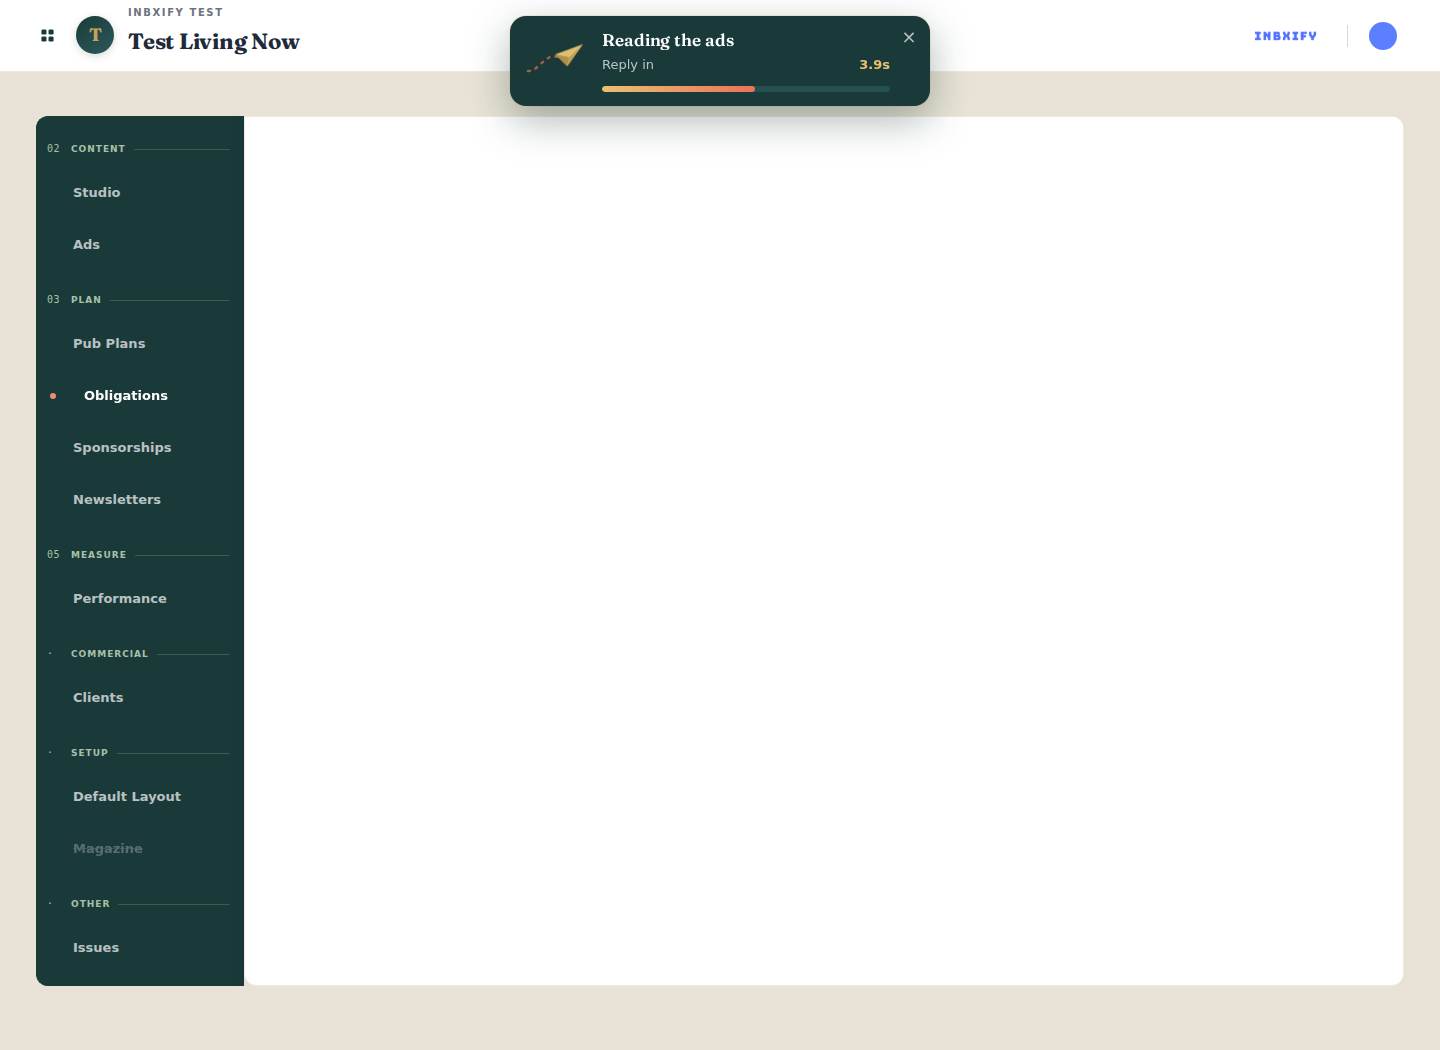 INBXIFY TEST
T
Test Living Now
Reading the ads
Reply in
3.9s
INBXIFY
02 CONTENT
Studio
Ads
03 PLAN
Pub Plans
Obligations
Sponsorships
Newsletters
05 MEASURE
Performance
· COMMERCIAL
Clients
· SETUP
Default Layout
Magazine
· OTHER
Issues